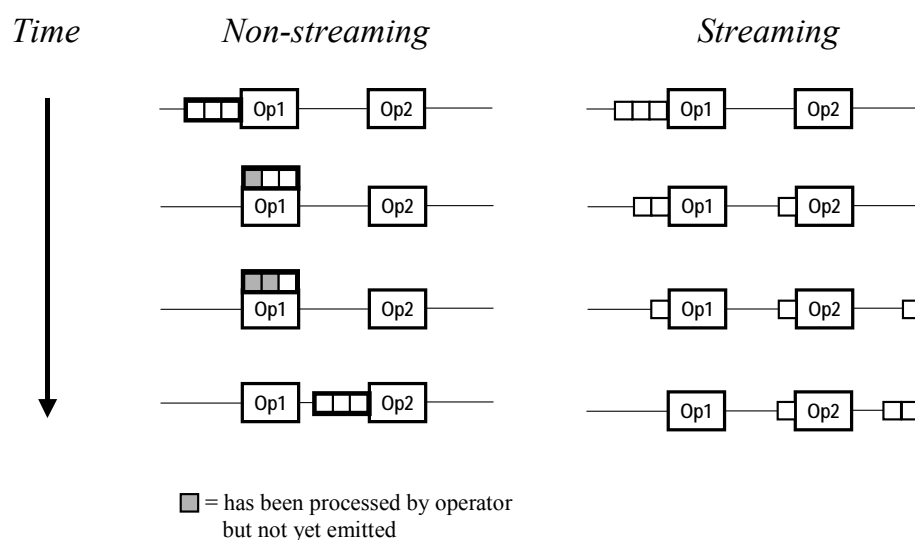 Time
Non-streaming
Streaming
Op1 Op2 Op1 Op2
Op1 Op2 Op1 Op2
Op1 Op2 Op1 Op2
Op1 Op2 Op1 Op2
= has been processed by operator
but not yet emitted